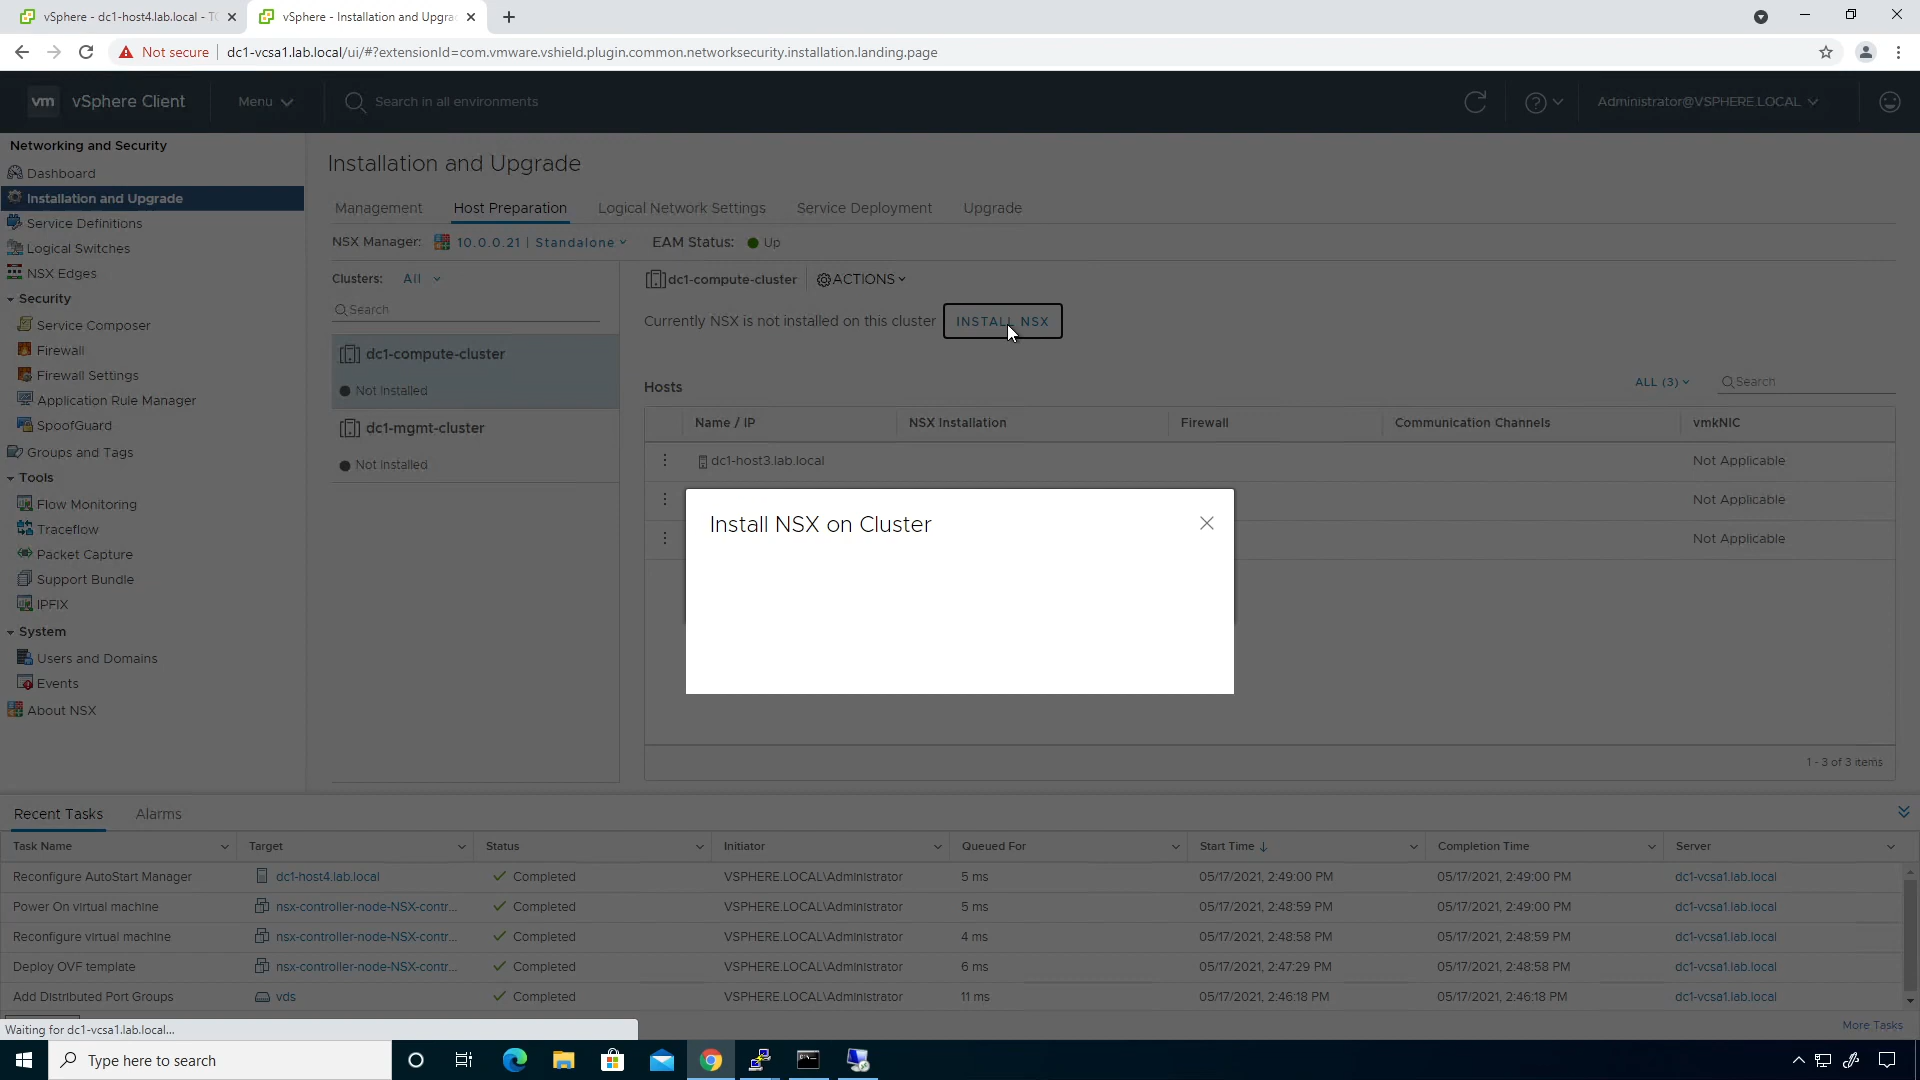 vSphere - dc1-host4.lab.local - T
vSphere - Installation and Upgra
Not secure
dc1-vcsa1.lab.local/ui/#?extensionId=com.vmware.vshield.plugin.common.networksecurity.installation.landing.page
vm vSphere Client
Menu
Search in all environments
Administrator@VSPHERE.LOCAL
Networking and Security
Dashboard
Installation and Upgrade
Service Definitions
Logical Switches
NSX Edges
Security
Service Composer
Firewall
Firewall Settings
Application Rule Manager
SpoofGuard
Groups and Tags
Tools
Flow Monitoring
Traceflow
Packet Capture
Support Bundle
IPFIX
System
Users and Domains
Events
About NSX
Installation and Upgrade
Management Host Preparation Logical Network Settings Service Deployment Upgrade
NSX Manager: 10.0.0.21 | Standalone EAM Status: Up
Clusters: All
Search
dc1-compute-cluster
Not Installed
dc1-mgmt-cluster
Not Installed
dc1-compute-cluster ACTIONS
Currently NSX is not installed on this cluster INSTALL NSX
Hosts ALL (3) Search
Name / IP NSX Installation Firewall Communication Channels vmkNIC
dc1-host3.lab.local Not Applicable
Not Applicable
Not Applicable
1 - 3 of 3 items
Install NSX on Cluster
Recent Tasks Alarms
Task Name Target Status Initiator Queued For Start Time Completion Time Server
Reconfigure AutoStart Manager dc1-host4.lab.local Completed VSPHERE.LOCAL\Administrator 5 ms 05/17/2021, 2:49:00 PM 05/17/2021, 2:49:00 PM dc1-vcsa1.lab.local
Power On virtual machine nsx-controller-node-NSX-contr... Completed VSPHERE.LOCAL\Administrator 5 ms 05/17/2021, 2:48:59 PM 05/17/2021, 2:49:00 PM dc1-vcsa1.lab.local
Reconfigure virtual machine nsx-controller-node-NSX-contr... Completed VSPHERE.LOCAL\Administrator 4 ms 05/17/2021, 2:48:58 PM 05/17/2021, 2:48:59 PM dc1-vcsa1.lab.local
Deploy OVF template nsx-controller-node-NSX-contr... Completed VSPHERE.LOCAL\Administrator 6 ms 05/17/2021, 2:47:29 PM 05/17/2021, 2:48:58 PM dc1-vcsa1.lab.local
Add Distributed Port Groups vds Completed VSPHERE.LOCAL\Administrator 11 ms 05/17/2021, 2:46:18 PM 05/17/2021, 2:46:18 PM dc1-vcsa1.lab.local
More Tasks
Waiting for dc1-vcsa1.lab.local...
Type here to search